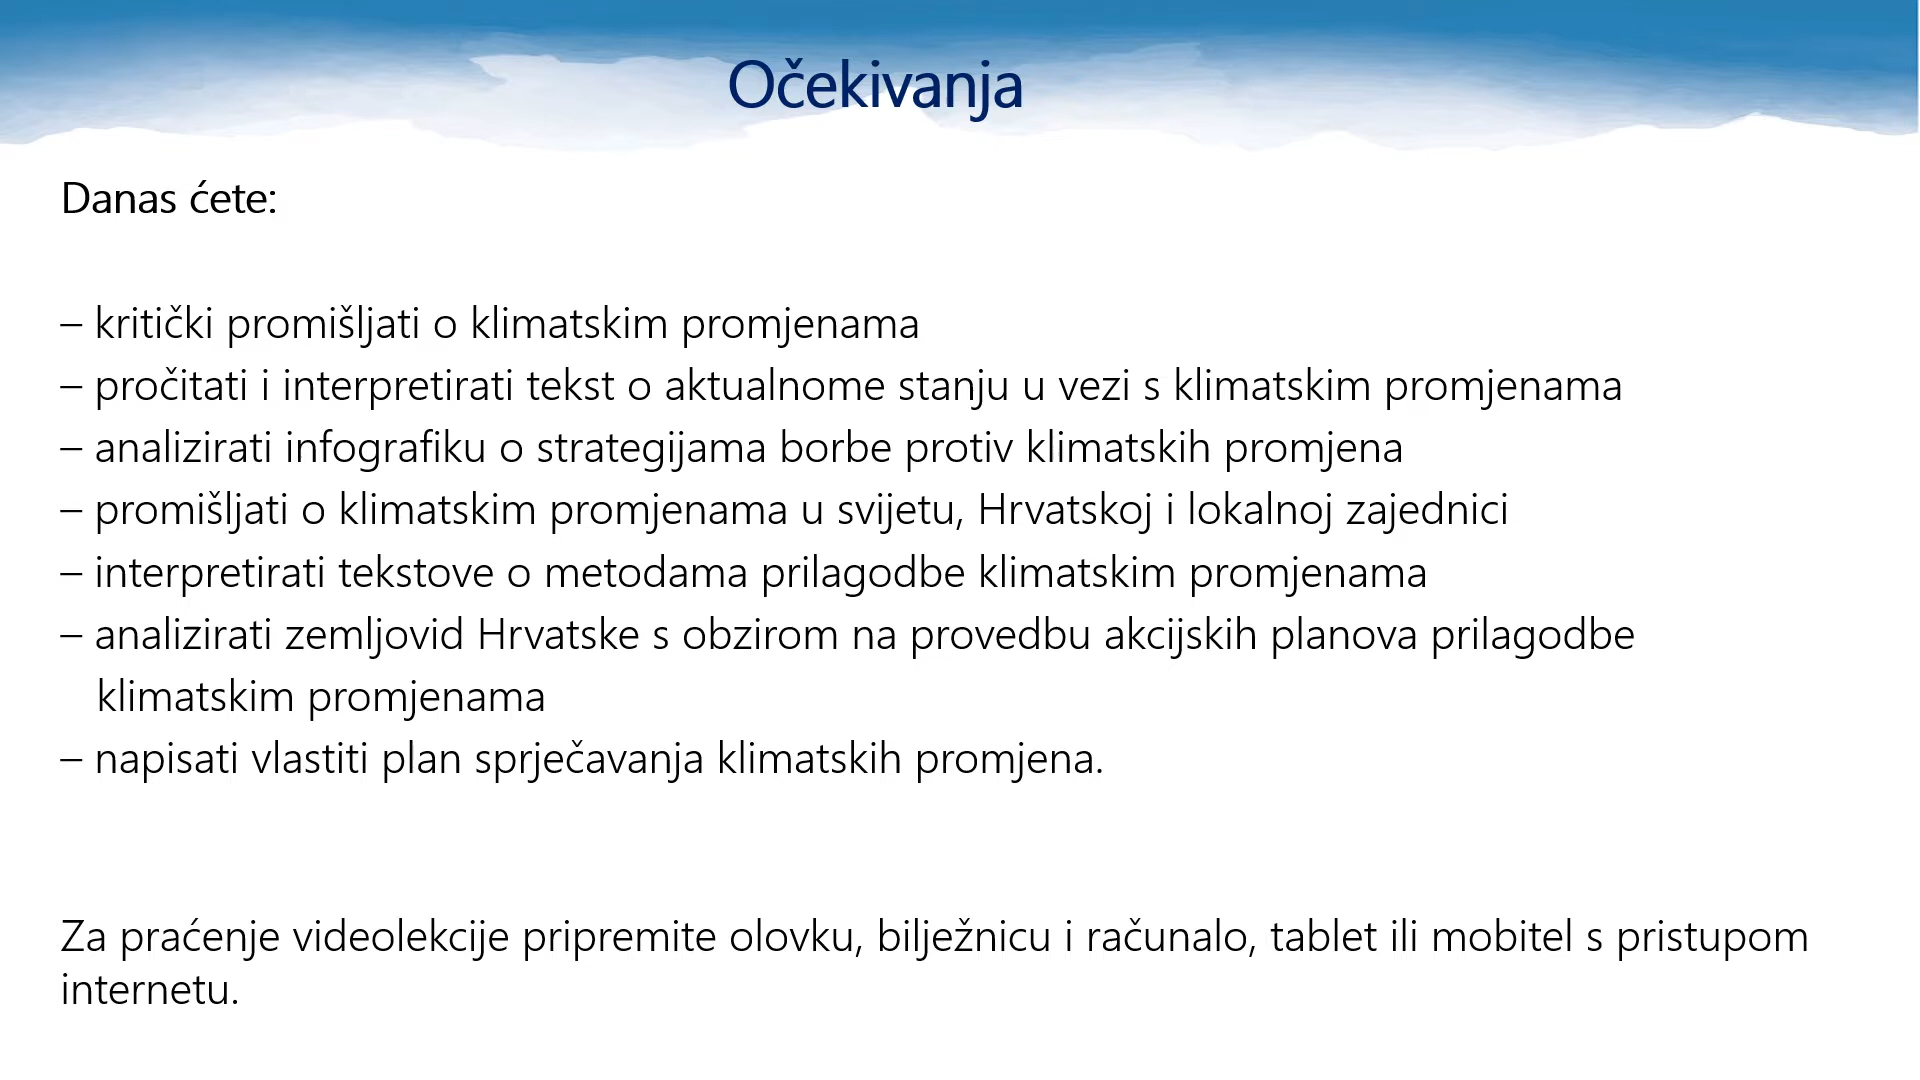 Očekivanja
Danas ćete:
– kritički promišljati o klimatskim promjenama
– pročitati i interpretirati tekst o aktualnome stanju u vezi s klimatskim promjenama
– analizirati infografiku o strategijama borbe protiv klimatskih promjena
– promišljati o klimatskim promjenama u svijetu, Hrvatskoj i lokalnoj zajednici
– interpretirati tekstove o metodama prilagodbe klimatskim promjenama
– analizirati zemljovid Hrvatske s obzirom na provedbu akcijskih planova prilagodbe
klimatskim promjenama
– napisati vlastiti plan sprječavanja klimatskih promjena.
Za praćenje videolekcije pripremite olovku, bilježnicu i računalo, tablet ili mobitel s pristupom
internetu.